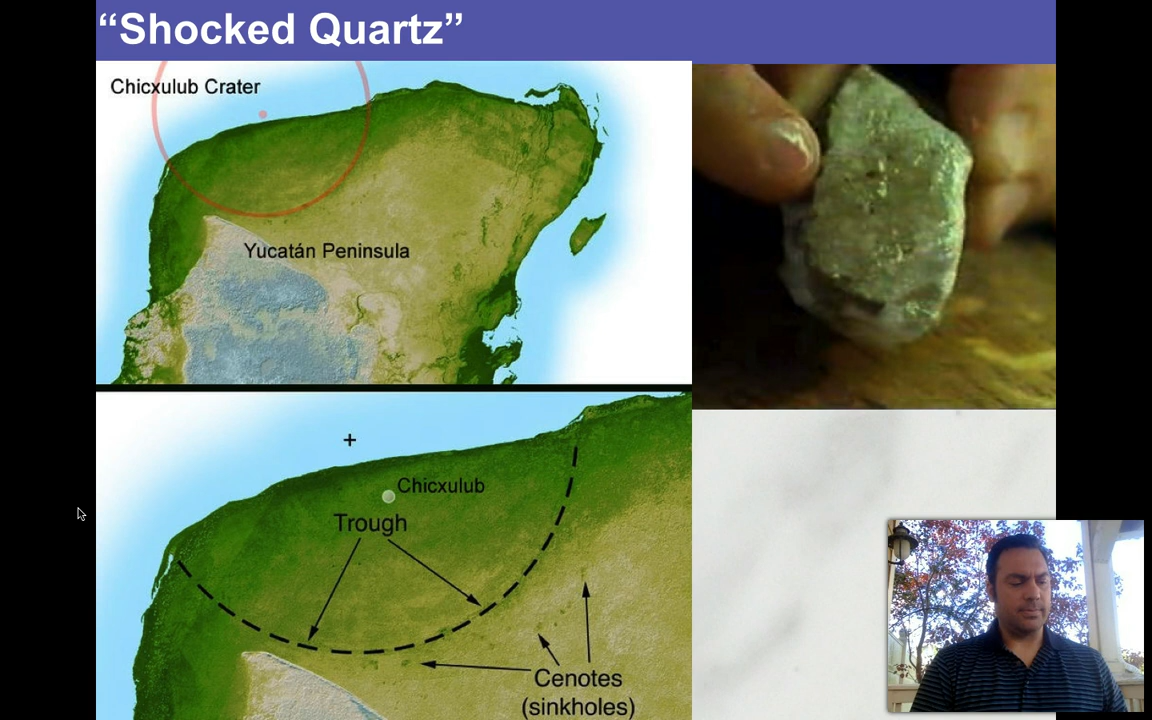 “Shocked Quartz”
Chicxulub Crater
Yucatán Peninsula
Chicxulub
Trough
Cenotes
(sinkholes)